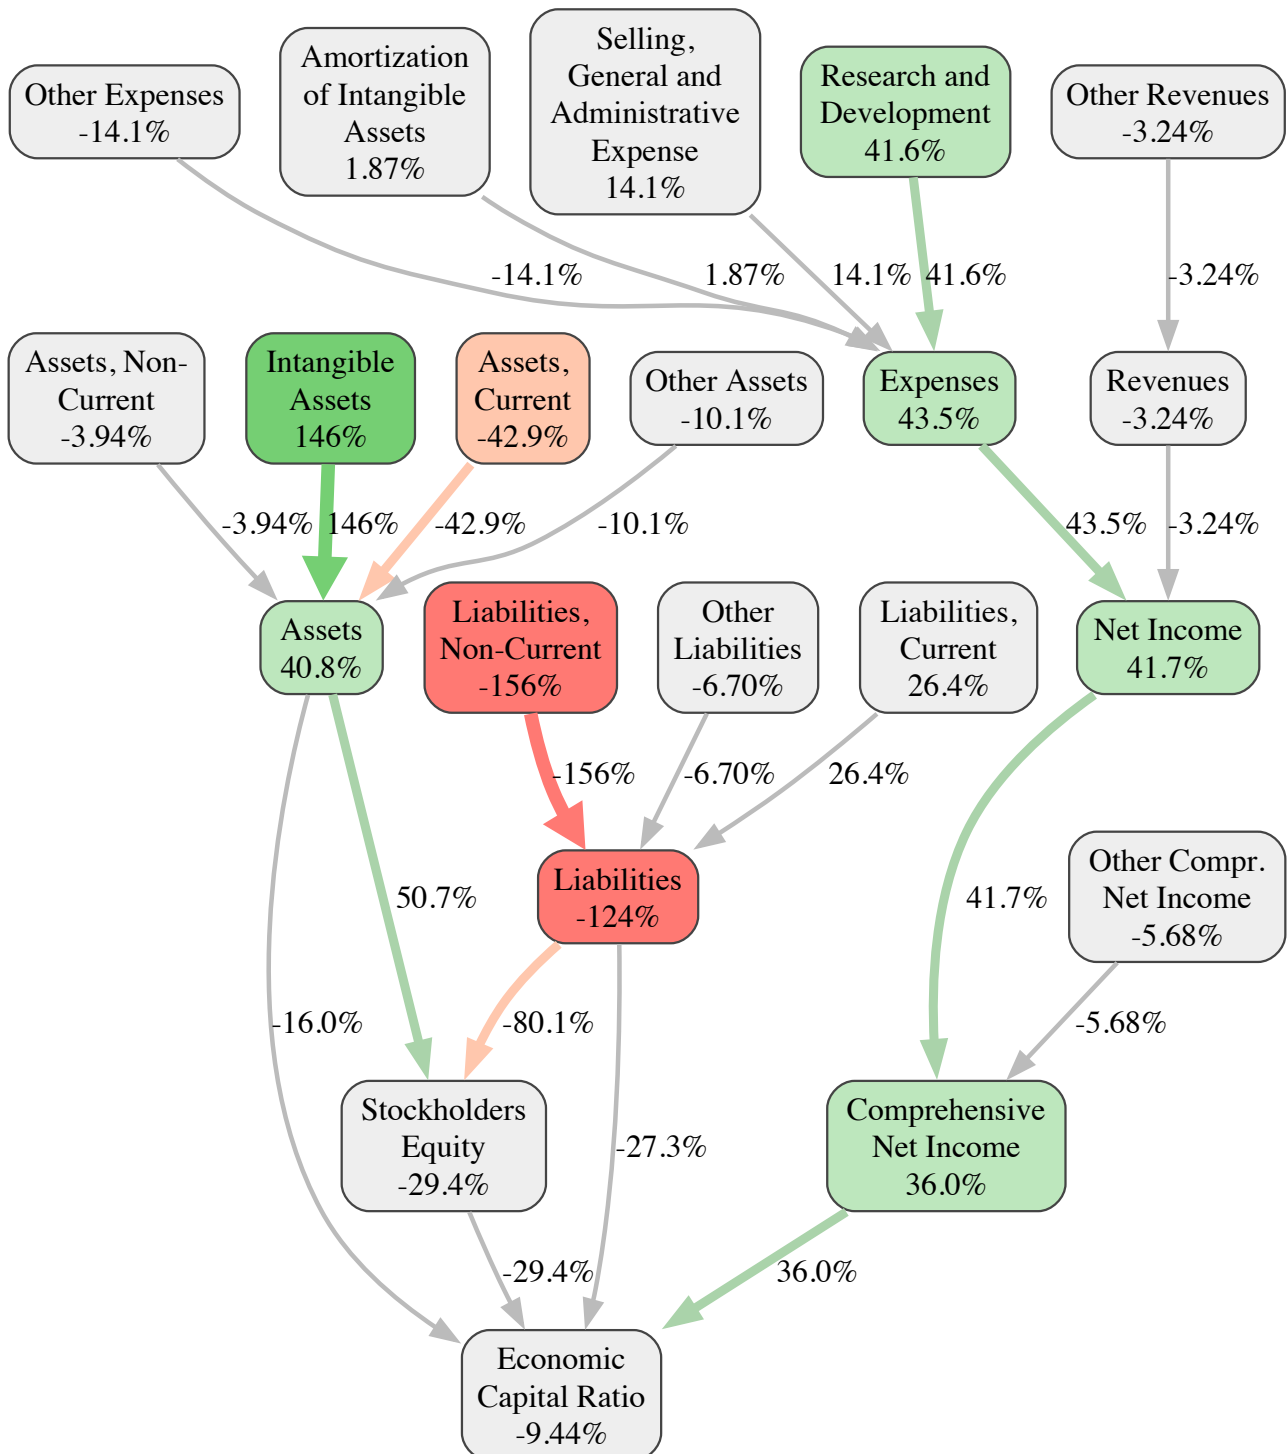 Other Expenses
-14.1%
Amortization
of Intangible
Assets
1.87%
Selling,
General and
Administrative
Expense
14.1%
Research and
Development
41.6%
Other Revenues
-3.24%
-14.1%
1.87%
14.1%
41.6%
-3.24%
Assets, Non-
Current
-3.94%
Intangible
Assets
146%
Assets,
Current
-42.9%
Other Assets
-10.1%
Expenses
43.5%
Revenues
-3.24%
-3.94%
146%
-42.9%
-10.1%
43.5%
-3.24%
Assets
40.8%
Liabilities,
Non-Current
-156%
Other
Liabilities
-6.70%
Liabilities,
Current
26.4%
Net Income
41.7%
-156%
-6.70%
26.4%
50.7%
Liabilities
-124%
41.7%
Other Compr.
Net Income
-5.68%
-16.0%
-80.1%
-5.68%
Stockholders
Equity
-29.4%
-27.3%
Comprehensive
Net Income
36.0%
-29.4%
36.0%
Economic
Capital Ratio
-9.44%